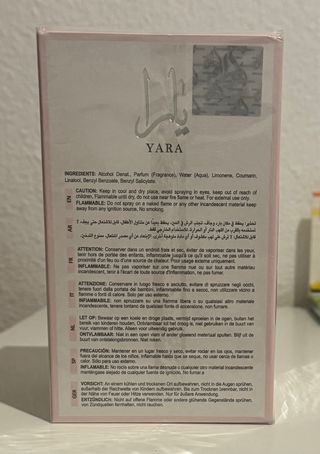 يارا
YARA
Ingredients: Alcohol Denat., Parfum (Fragrance), Water (Aqua), Limonene, Coumarin,
Linalool, Benzyl Benzoate, Benzyl Salicylate.
EN
CAUTION: Keep in cool and dry place, avoid spraying in eyes, keep out of reach of
children. Flammable until dry, do not use near fire flame or heat. For external use only.
FLAMMABLE: Do not spray on a naked flame or any other incandescent material keep
away from any ignition source. No smoking.
AR
FR
ATTENTION: Conserver dans un endroit frais et sec, éviter de vaporiser dans les yeux,
tenir hors de portée des enfants, inflammable jusqu'à ce qu'il soit sec, ne pas utiliser à
proximité d'un feu ou d'une source de chaleur. Pour usage externe uniquement.
INFLAMMABLE: Ne pas vaporiser sur une flamme nue ou sur tout autre matériau
incandescent, tenir à l'écart de toute source d'inflammation, ne pas fumer.
ATTENZIONE: Conservare in luogo fresco e asciutto, evitare di spruzzare negli occhi,
tenere fuori dalla portata dei bambini, infiammabile fino a secco, non utilizzare vicino a
fiamme o fonti di calore. Solo per uso esterno.
INFIAMMABILE: non spruzzare su una fiamma libera o su qualsiasi altro materiale
incandescente, tenere lontano da qualsiasi fonte di accensione, non fumare.
NL
LET OP: Bewaar op een koele en droge plaats, vermijd sproeien in de ogen, buiten het
bereik van kinderen houden. Ontvlambaar tot het droog is, niet gebruiken in de buurt van
vuur, vlammen of hitte. Alleen voor uitwendig gebruik.
ONTVLAMBAAR: Niet in een open vlam of ander gloeiend materiaal spuiten. Blijf uit de buurt
van ontstekingsbronnen. Niet roken.
SP
PRECAUCIÓN: Mantener en un lugar fresco y seco, evitar rociar en los ojos, mantener
fuera del alcance de los niños, inflamable hasta que se seque, no usar cerca de llamas o
calor. Sólo para uso externo.
INFLAMABLE: No rocíe sobre una llama desnuda o cualquier otro material incandescente
manténgase alejado de cualquier fuente de ignición. No fumar.
GER
VORSICHT: An einem kühlen und trockenen Ort aufbewahren, nicht in die Augen sprühen,
außerhalb der Reichweite von Kindern aufbewahren. Bis zum Trocknen brennbar, nicht in
der Nähe von Feuer oder Hitze verwenden. Nur für äußere Anwendung.
ENTZÜNDLICH: Nicht auf offene Flamme oder andere glühende Gegenstände sprühen,
von Zündquellen fernhalten, nicht rauchen.